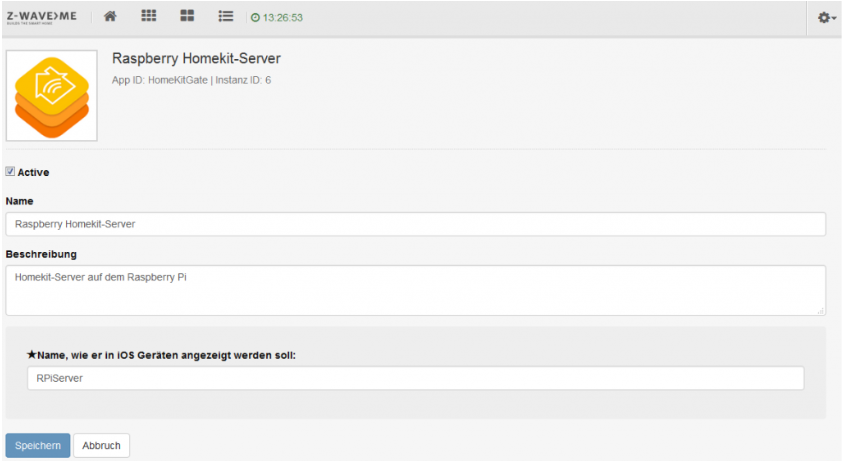 Z-WAVE>ME
BUILDER THE SMART HOME
13:26:53
Raspberry Homekit-Server
App ID: HomeKitGate | Instanz ID: 6
Active
Name
Raspberry Homekit-Server
Beschreibung
Homekit-Server auf dem Raspberry Pi
★Name, wie er in iOS Geräten angezeigt werden soll:
RPiServer
Speichern Abbruch